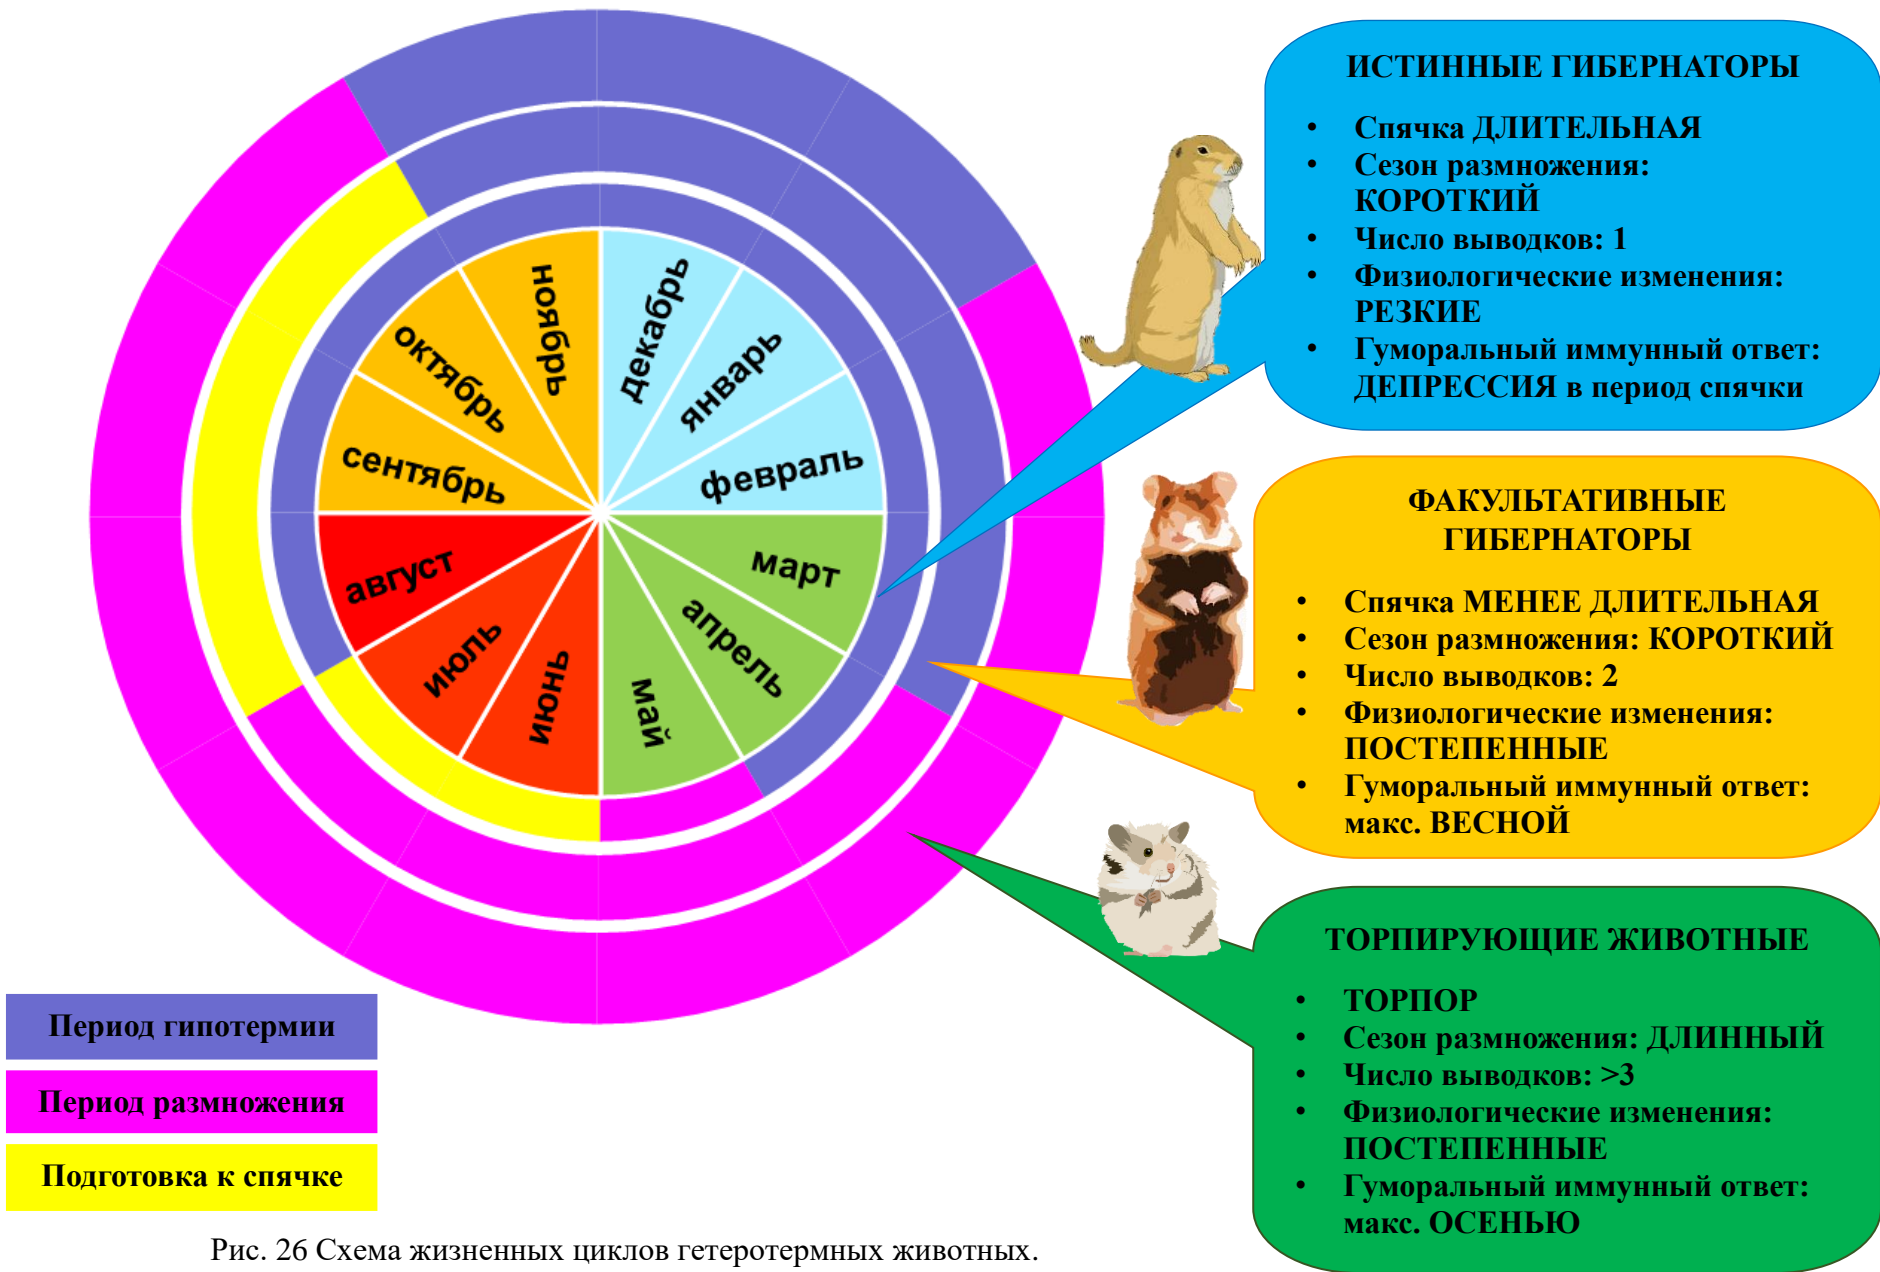 декабрь
январь
февраль
март
апрель
май
июнь
июль
август
сентябрь
октябрь
ноябрь
ИСТИННЫЕ ГИБЕРНАТОРЫ
• Спячка ДЛИТЕЛЬНАЯ
• Сезон размножения:
КОРОТКИЙ
• Число выводков: 1
• Физиологические изменения:
РЕЗКИЕ
• Гуморальный иммунный ответ:
ДЕПРЕССИЯ в период спячки
ФАКУЛЬТАТИВНЫЕ
ГИБЕРНАТОРЫ
• Спячка МЕНЕЕ ДЛИТЕЛЬНАЯ
• Сезон размножения: КОРОТКИЙ
• Число выводков: 2
• Физиологические изменения:
ПОСТЕПЕННЫЕ
• Гуморальный иммунный ответ:
макс. ВЕСНОЙ
ТОРПИРУЮЩИЕ ЖИВОТНЫЕ
• ТОРПОР
• Сезон размножения: ДЛИННЫЙ
• Число выводков: >3
• Физиологические изменения:
ПОСТЕПЕННЫЕ
• Гуморальный иммунный ответ:
макс. ОСЕНЬЮ
Период гипотермии
Период размножения
Подготовка к спячке
Рис. 26 Схема жизненных циклов гетеротермных животных.